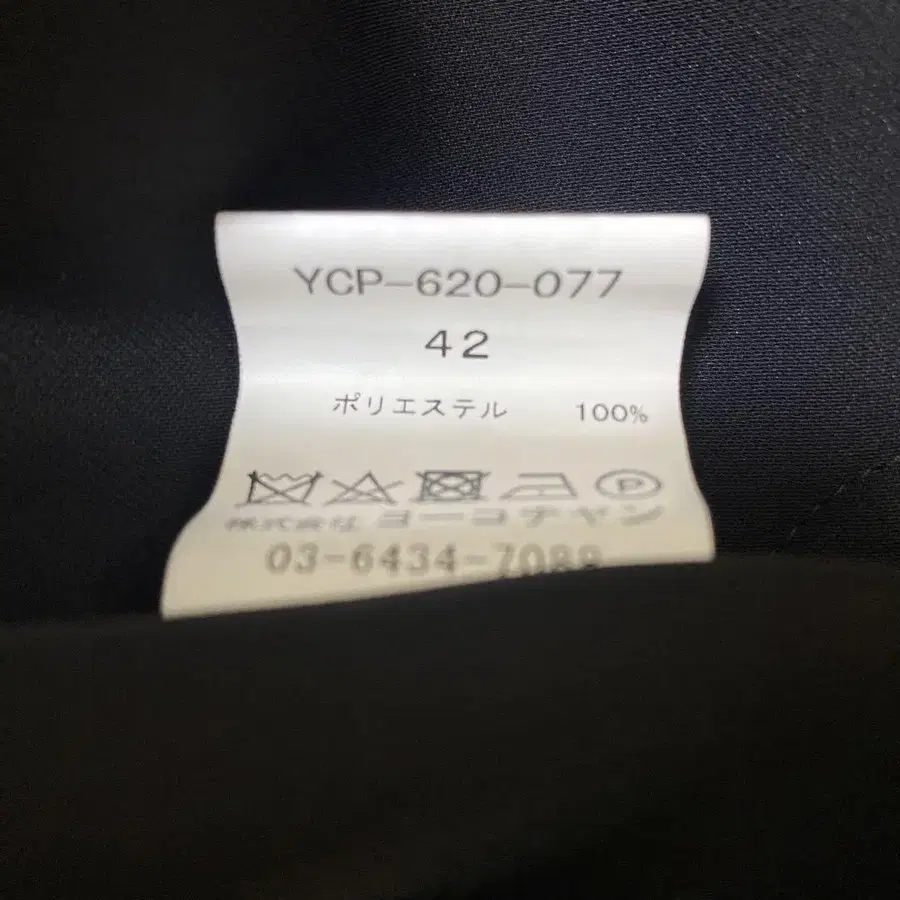 YCP-620-077
42
ポリエステル 100%
P
株式会社 ヨーコチャン
03-6434-7088